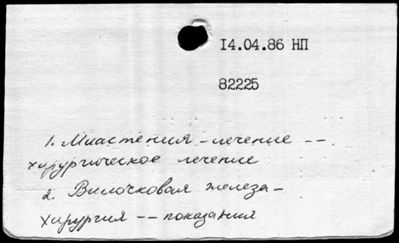 14.04.86 НП
82225
1. Миастения - лечение --
хирургическое лечение
2. Вилочковая железа -
хирургия -- показания